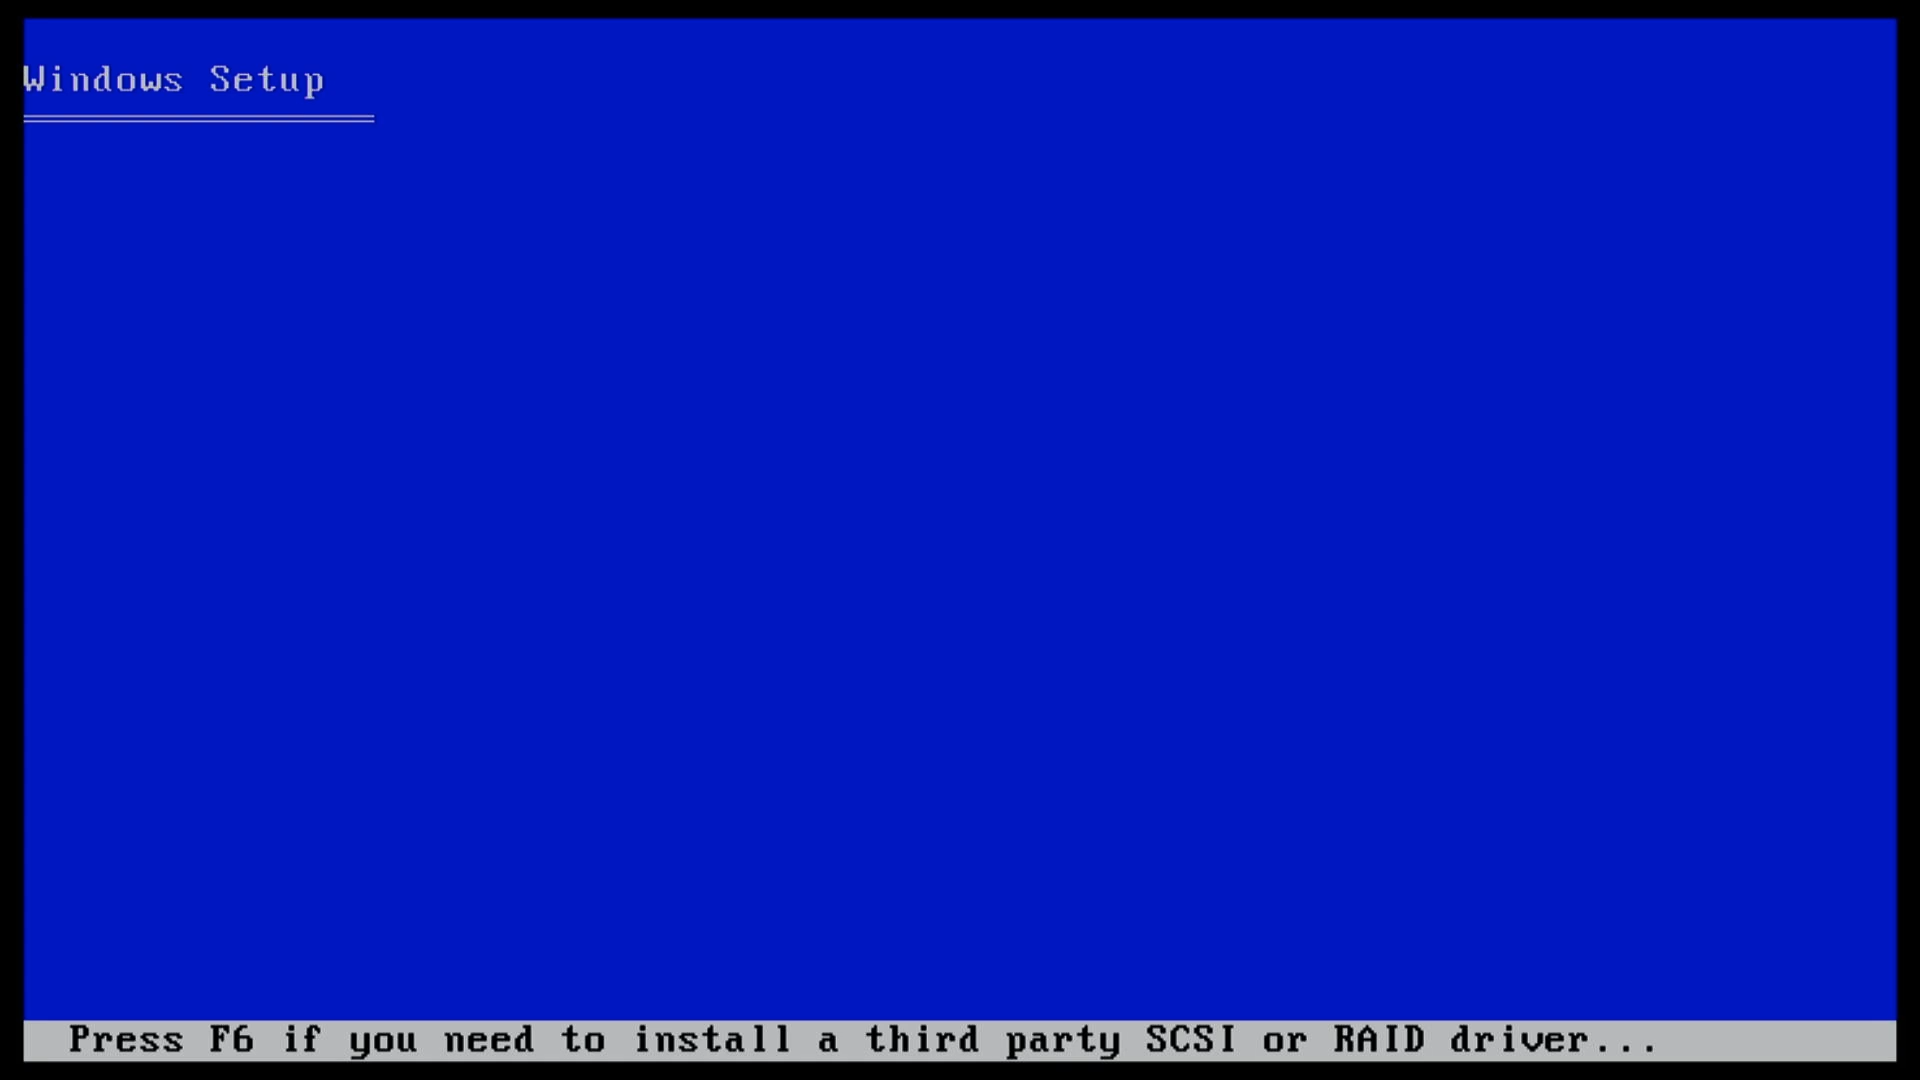 Windows Setup
Press F6 if you need to install a third party SCSI or RAID driver...